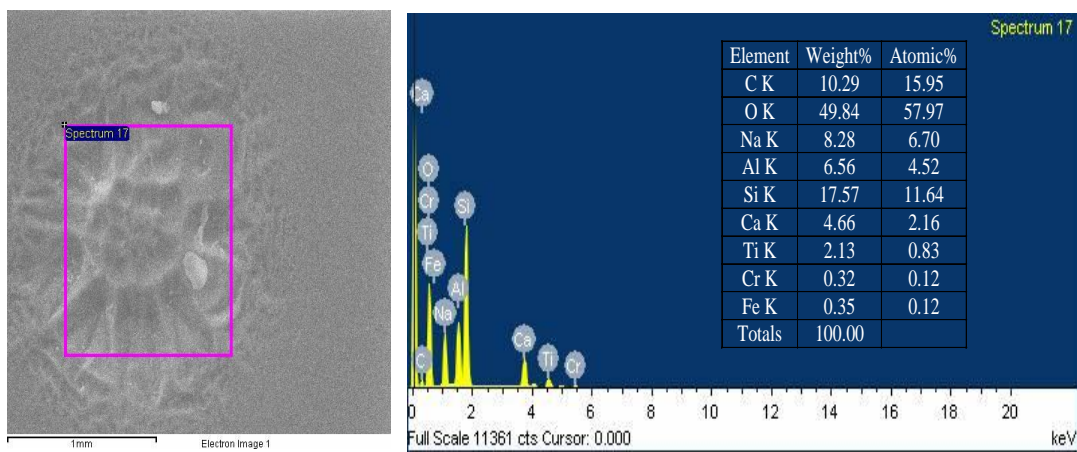 Spectrum 17
1mm
Electron Image 1
Spectrum 17
Element Weight% Atomic%
C K 10.29 15.95
O K 49.84 57.97
Na K 8.28 6.70
Al K 6.56 4.52
Si K 17.57 11.64
Ca K 4.66 2.16
Ti K 2.13 0.83
Cr K 0.32 0.12
Fe K 0.35 0.12
Totals 100.00
Ca
O
Cr
Ti
Fe
Si
Al
Na
C
Ca
Ti
Cr
0 2 4 6 8 10 12 14 16 18 20
Full Scale 11361 cts Cursor: 0.000 keV